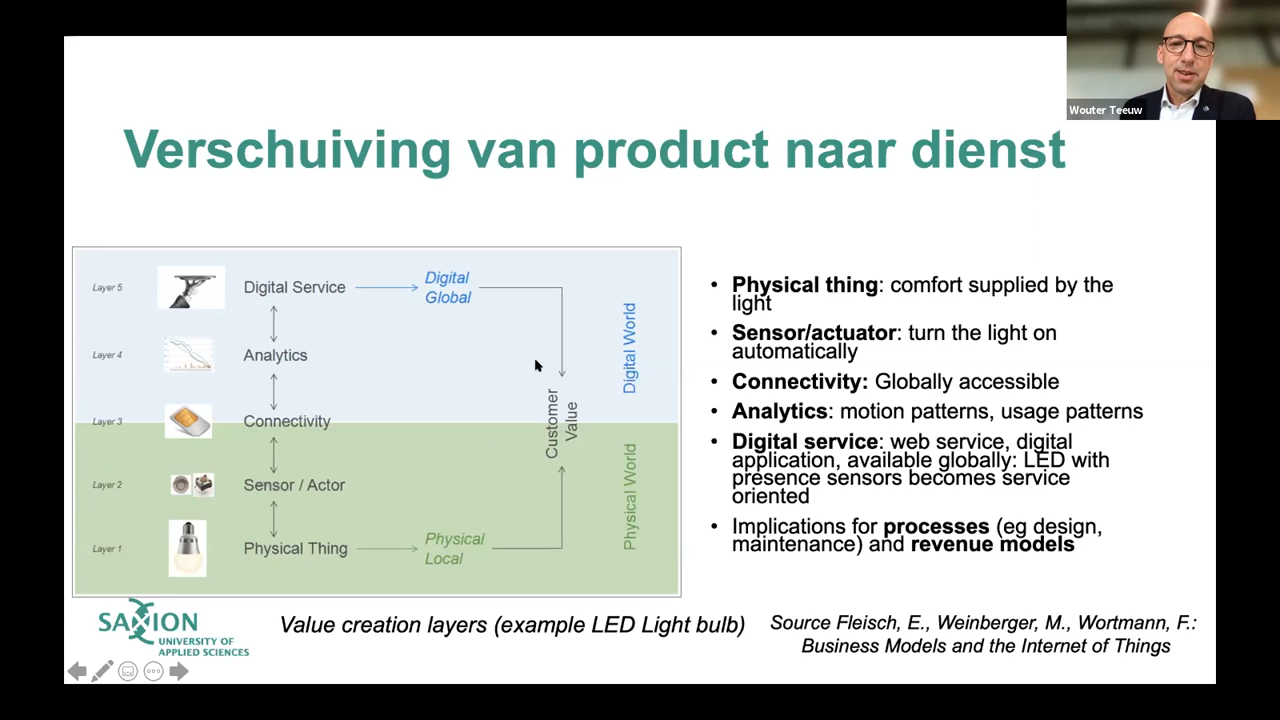 Wouter Teeuw
Verschuiving van product naar dienst
Layer 5
Digital Service
Digital
Global
Layer 4
Analytics
Digital World
Layer 3
Connectivity
Customer
Value
Layer 2
Sensor / Actor
Physical World
Layer 1
Physical Thing
Physical
Local
• Physical thing: comfort supplied by the
light
• Sensor/actuator: turn the light on
automatically
• Connectivity: Globally accessible
• Analytics: motion patterns, usage patterns
• Digital service: web service, digital
application, available globally: LED with
presence sensors becomes service
oriented
• Implications for processes (eg design,
maintenance) and revenue models
SAXION
UNIVERSITY OF
APPLIED SCIENCES
Value creation layers (example LED Light bulb)
Source Fleisch, E., Weinberger, M., Wortmann, F.:
Business Models and the Internet of Things